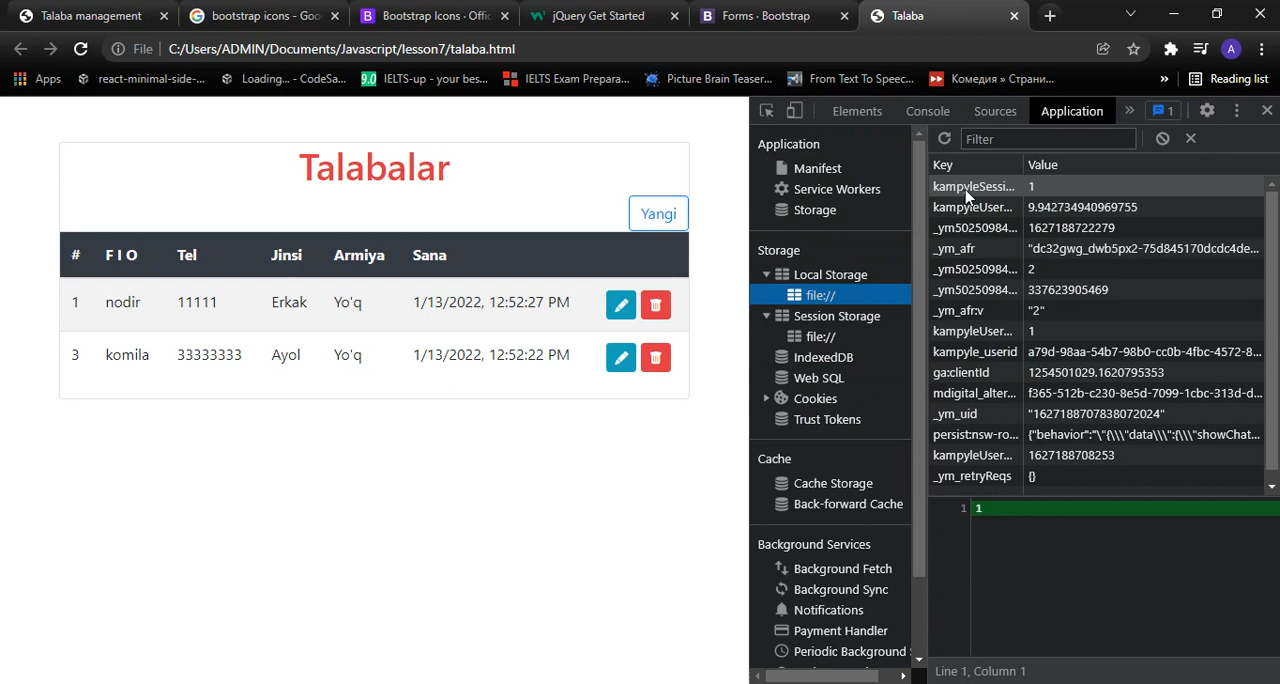 Talaba management
bootstrap icons - Goo
Bootstrap Icons · Offic
jQuery Get Started
Forms · Bootstrap
Talaba
File
C:/Users/ADMIN/Documents/Javascript/lesson7/talaba.html
A
Apps
react-minimal-side-...
Loading... - CodeSa...
9.0 IELTS-up - your bes...
IELTS Exam Prepara...
Picture Brain Teaser...
From Text To Speec...
Комедия » Страни...
» Reading list
Talabalar
Yangi
# F I O Tel Jinsi Armiya Sana
1 nodir 11111 Erkak Yo'q 1/13/2022, 12:52:27 PM
3 komila 33333333 Ayol Yo'q 1/13/2022, 12:52:22 PM
Elements Console Sources Application » 1
Application
Manifest
Service Workers
Storage
Storage
Local Storage
file://
Session Storage
file://
IndexedDB
Web SQL
Cookies
Trust Tokens
Cache
Cache Storage
Back-forward Cache
Background Services
Background Fetch
Background Sync
Notifications
Payment Handler
Periodic Background
Filter
Key Value
kampyleSessi... 1
kampyleUser... 9.942734940969755
_ym50250984... 1627188722279
_ym_afr "dc32gwg_dwb5px2-75d845170dcdc4de...
_ym50250984... 2
_ym50250984... 337623905469
_ym_afr:v "2"
kampyleUser... 1
kampyle_userid a79d-98aa-54b7-98b0-cc0b-4fbc-4572-8...
ga:clientId 1254501029.1620795353
mdigital_alter... f365-512b-c230-8e5d-7099-1cbc-313d-d...
_ym_uid "1627188707838072024"
persist:nsw-ro... {"behavior":"\"{\\\"data\\\":{\\\"showChat...
kampyleUser... 1627188708253
_ym_retryReqs {}
1 1
Line 1, Column 1